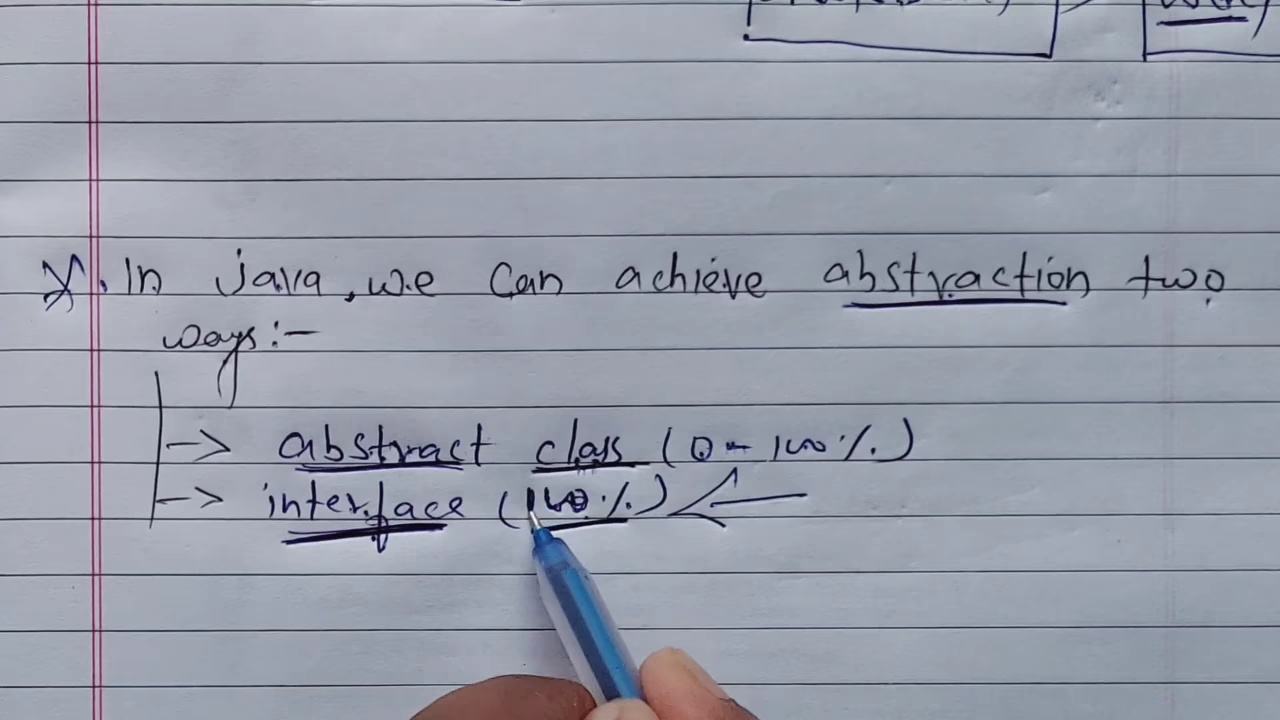 In java, we can achieve abstraction two
ways:-
-> abstract class (0 - 100%.)
-> interface (100%.)